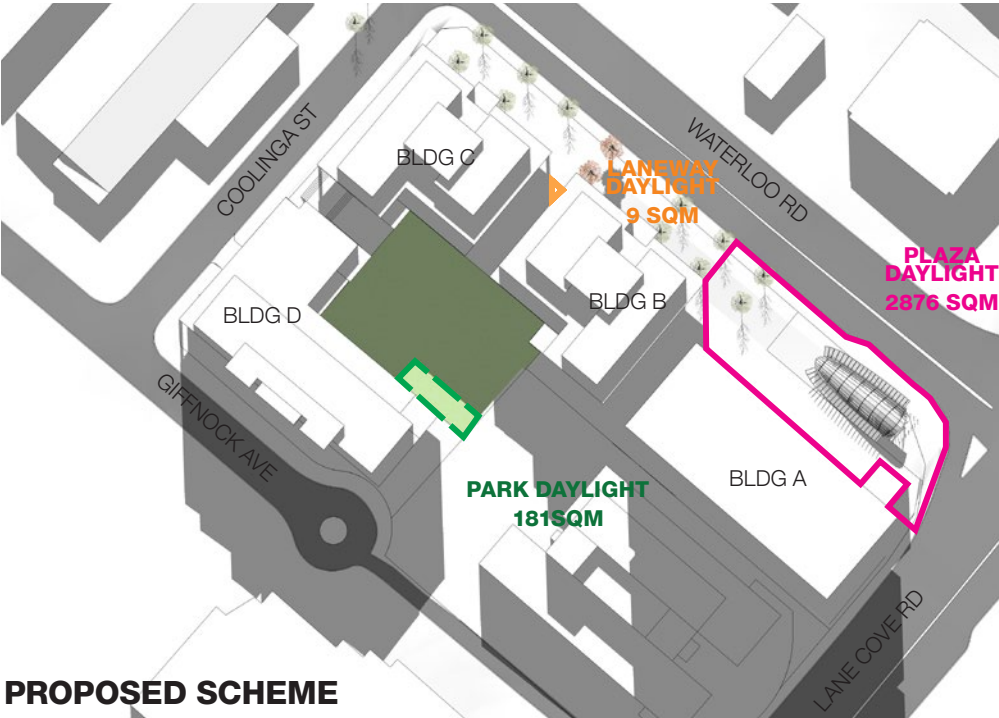 COOLINGA ST
BLDG C
WATERLOO RD
LANEWAY
DAYLIGHT
9 SQM
PLAZA
DAYLIGHT
2876 SQM
BLDG D
BLDG B
GIFFNOCK AVE
PARK DAYLIGHT
181SQM
BLDG A
LANE COVE RD
PROPOSED SCHEME